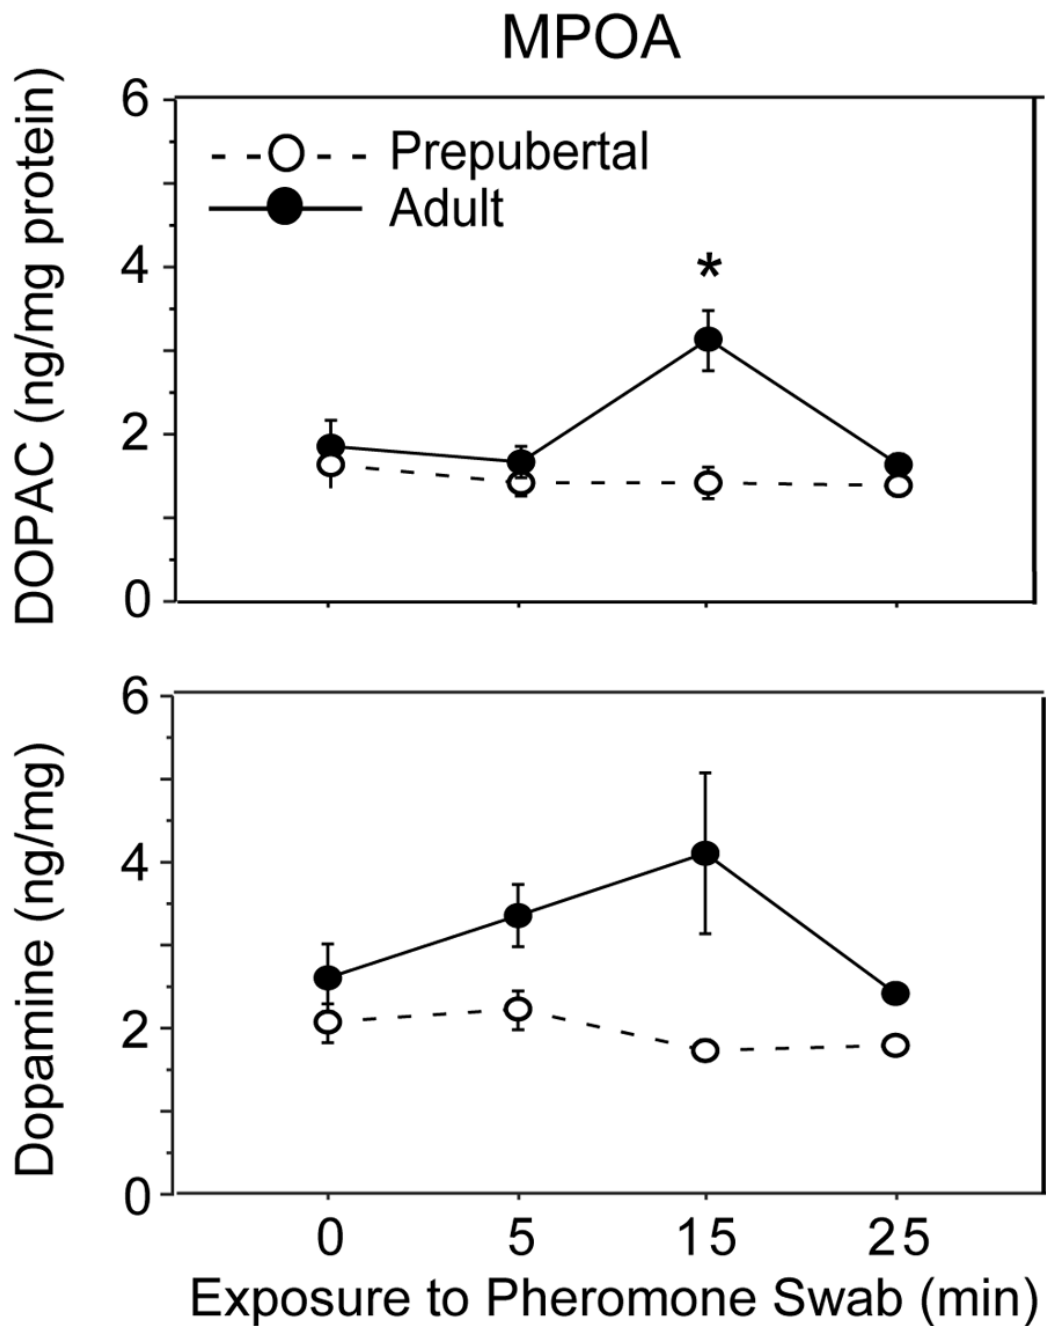 MPOA
DOPAC (ng/mg protein)
6
4
2
0
Prepubertal
Adult
*
Dopamine (ng/mg)
6
4
2
0
0 5 15 25
Exposure to Pheromone Swab (min)